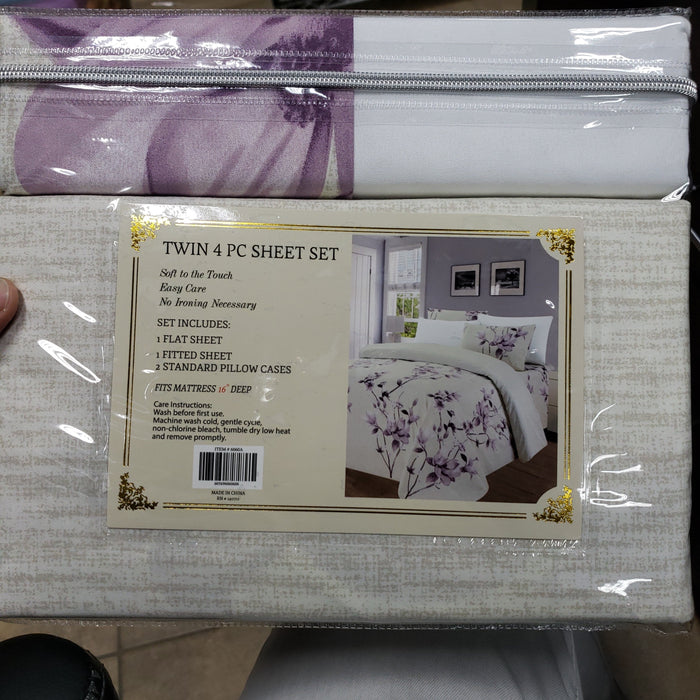 TWIN 4 PC SHEET SET
Soft to the Touch
Easy Care
No Ironing Necessary
SET INCLUDES:
1 FLAT SHEET
1 FITTED SHEET
2 STANDARD PILLOW CASES
FITS MATTRESS 16" DEEP
Care Instructions:
Wash before first use.
Machine wash cold, gentle cycle,
non-chlorine bleach, tumble dry low heat
and remove promptly.
ITEM # 6060A
MADE IN CHINA